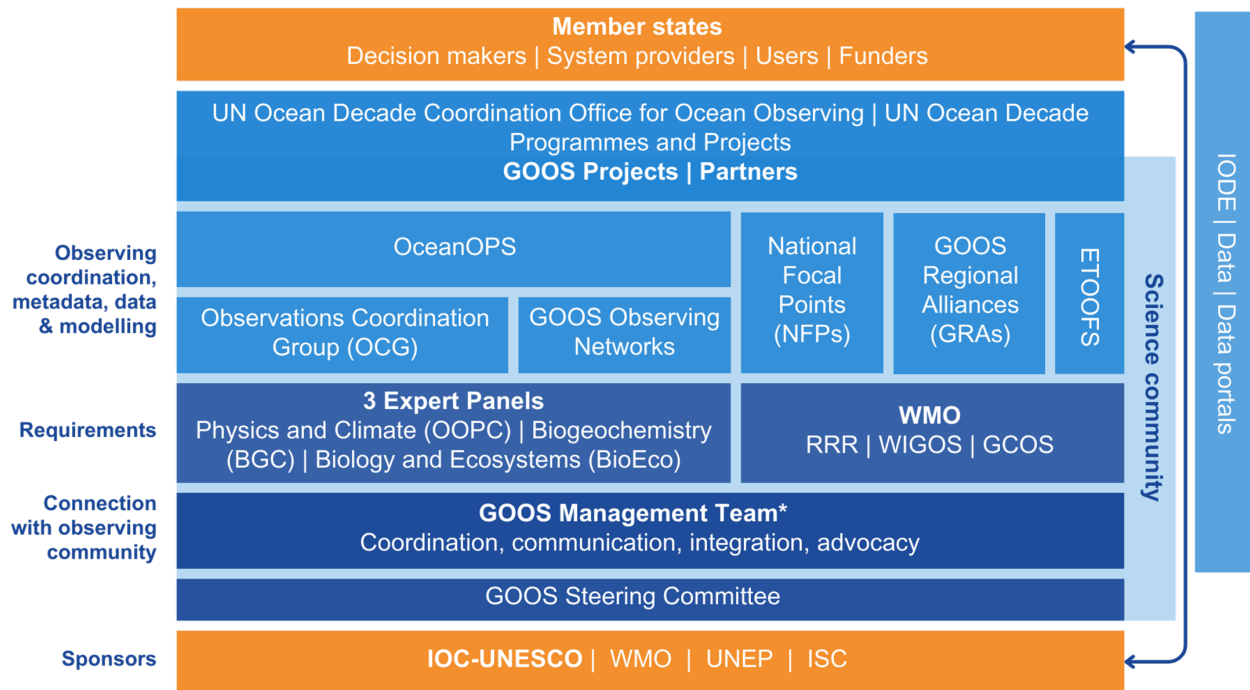 Member states
Decision makers | System providers | Users | Funders
UN Ocean Decade Coordination Office for Ocean Observing | UN Ocean Decade
Programmes and Projects
GOOS Projects | Partners
Observing
coordination,
metadata, data
& modelling
OceanOPS
Observations Coordination
Group (OCG)
GOOS Observing
Networks
National
Focal
Points
(NFPs)
GOOS
Regional
Alliances
(GRAs)
ETOOFS
Requirements
3 Expert Panels
Physics and Climate (OOPC) | Biogeochemistry
(BGC) | Biology and Ecosystems (BioEco)
WMO
RRR | WIGOS | GCOS
Connection
with observing
community
GOOS Management Team*
Coordination, communication, integration, advocacy
GOOS Steering Committee
Sponsors
IOC-UNESCO | WMO | UNEP | ISC
Science community
IODE | Data | Data portals